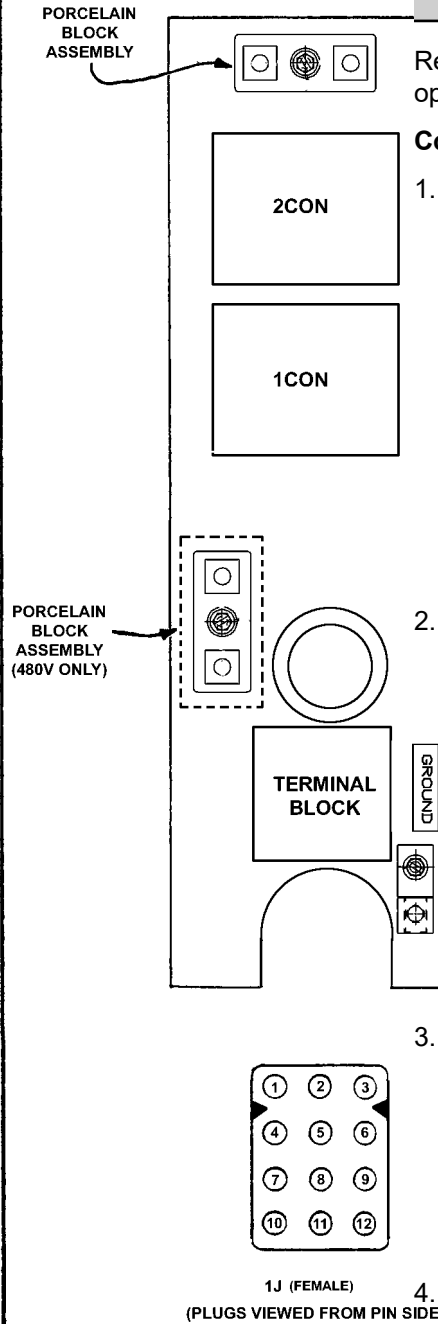 PORCELAIN
BLOCK
ASSEMBLY
2CON
1CON
PORCELAIN
BLOCK
ASSEMBLY
(480V ONLY)
TERMINAL
BLOCK
GROUND
1 2 3
4 5 6
7 8 9
10 11 12
1J (FEMALE)
(PLUGS VIEWED FROM PIN SIDE
Re
op
Co
1.
2.
3.
4.